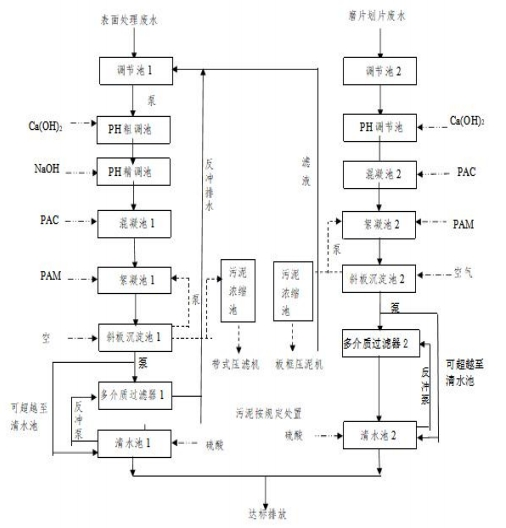 表面处理废水
磨片划片废水
调节池1
调节池2
泵
Ca(OH)₂
PH粗调池
PH调节池
Ca(OH)₂
NaOH
PH精调池
反冲排水
滤液
混凝池2
PAC
PAC
混凝池1
絮凝池2
PAM
泵
PAM
絮凝池1
泵
污泥浓缩池
污泥浓缩池
斜板沉淀池2
空气
空
斜板沉淀池1
泵
泵
带式压滤机
板框压泥机
多介质过滤器2
可超越至清水池
反冲泵
多介质过滤器1
可超越至清水池
反冲泵
污泥按规定处置
清水池1
硫酸
硫酸
清水池2
达标排放